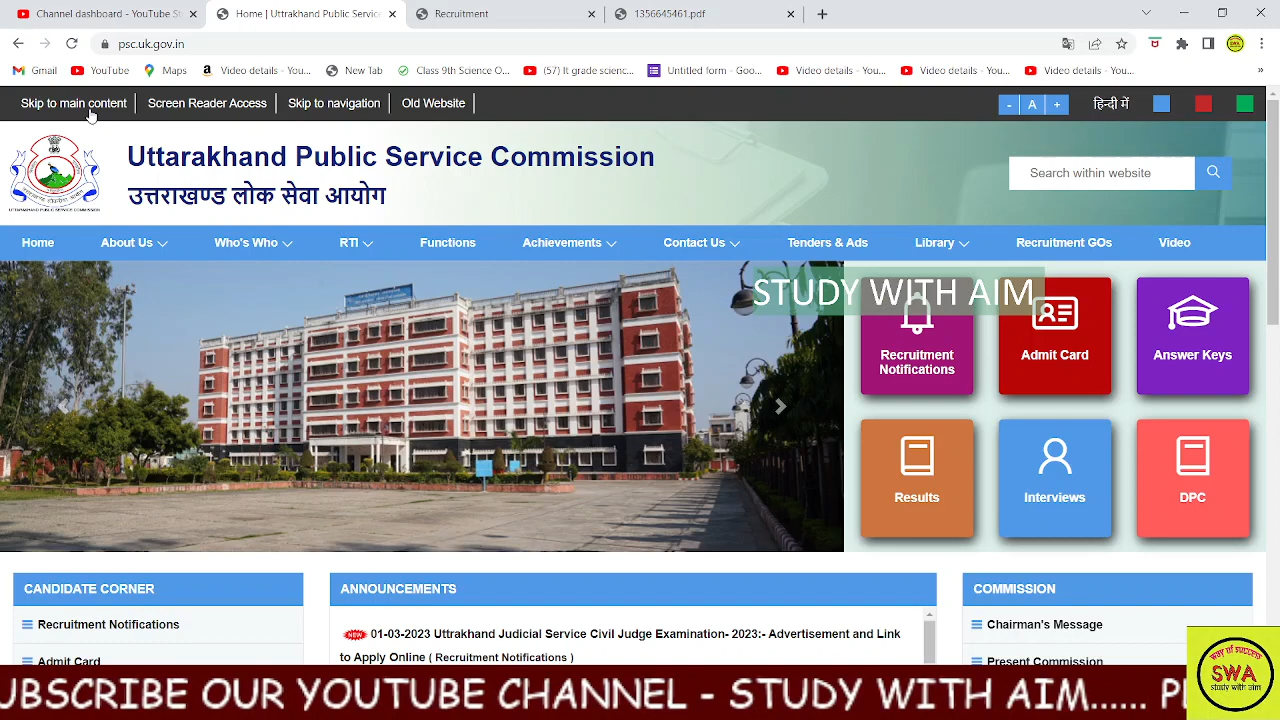 Channel dashboard - YouTube St
Home | Uttarakhand Public Service
Recruitment
1356645461.pdf
psc.uk.gov.in
Gmail
YouTube
Maps
Video details - You...
New Tab
Class 9th Science O...
(57) It grade scienc...
Untitled form - Goo...
Video details - You...
Video details - You...
Video details - You...
»
Skip to main content
Screen Reader Access
Skip to navigation
Old Website
- A +
हिन्दी में
Uttarakhand Public Service Commission
उत्तराखण्ड लोक सेवा आयोग
Search within website
Home
About Us
Who's Who
RTI
Functions
Achievements
Contact Us
Tenders & Ads
Library
Recruitment GOs
Video
STUDY WITH AIM
Recruitment
Notifications
Admit Card
Answer Keys
Results
Interviews
DPC
CANDIDATE CORNER
Recruitment Notifications
Admit Card
ANNOUNCEMENTS
NEW 01-03-2023 Uttrakhand Judicial Service Civil Judge Examination- 2023:- Advertisement and Link
to Apply Online ( Recruitment Notifications )
COMMISSION
Chairman's Message
Present Commission
UBSCRIBE OUR YOUTUBE CHANNEL - STUDY WITH AIM...... PL
way of success
SWA
study with aim